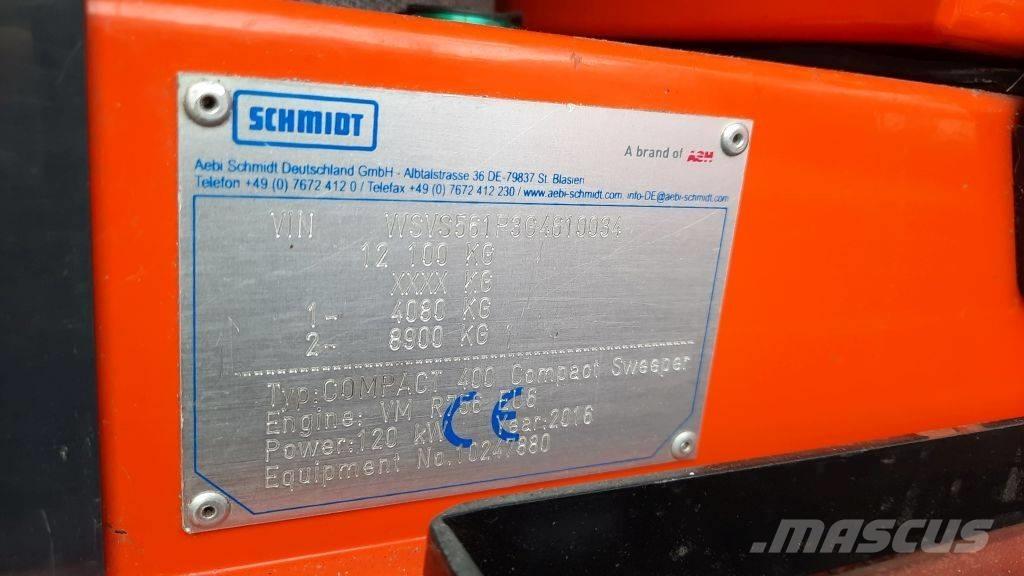 SCHMIDT
A brand of ASH
Aebi Schmidt Deutschland GmbH - Albtalstrasse 36 DE-79837 St. Blasien
Telefon +49 (0) 7672 412 0 / Telefax +49 (0) 7672 412 230 / www.aebi-schmidt.com info-DE@aebi-schmidt.com
VIN
12 100 KG /
XXXX KG
1- 4080 KG /
2- 8900 KG /
Typ:COMPACT 400 Compact Sweeper
Engine: VM EU6
Power:120 kW Year:2016
Equipment No.10247880
CE
MASCUS